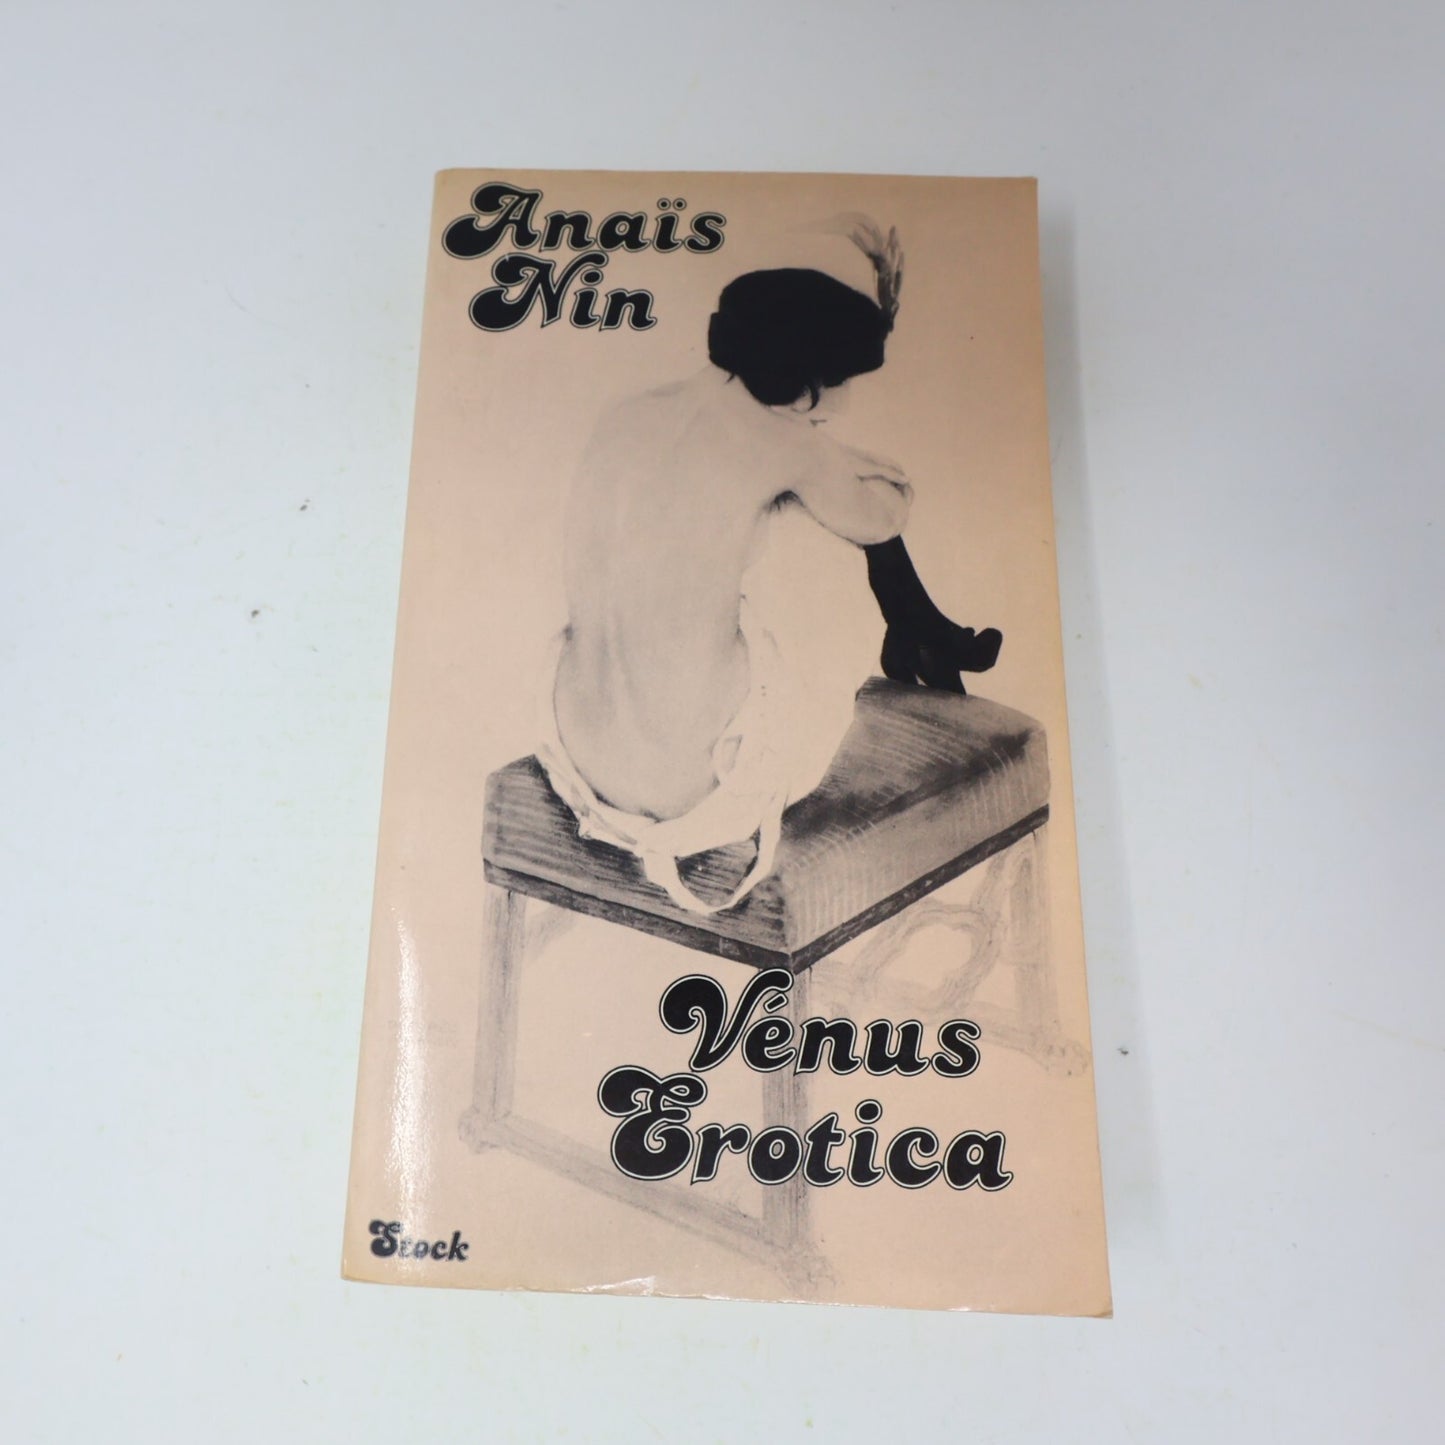 Anaïs
Nin
Vénus
Erotica
Stock